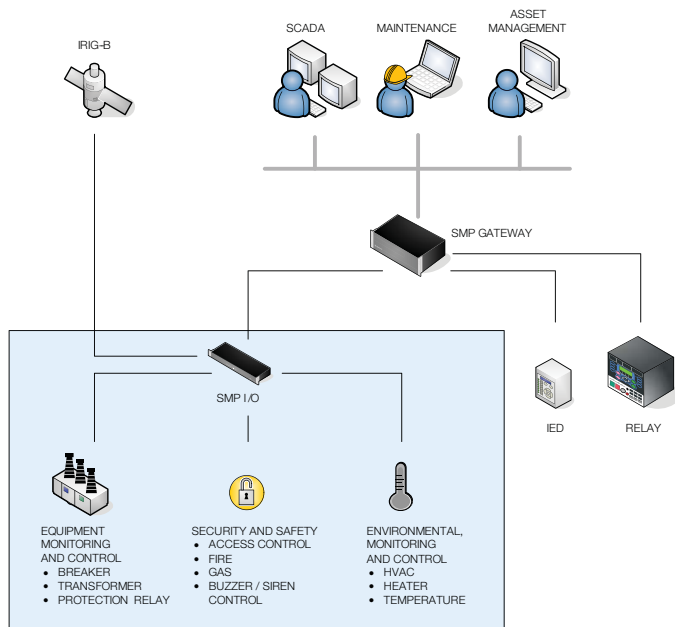 IRIG-B
SCADA
MAINTENANCE
ASSET
MANAGEMENT
SMP GATEWAY
SMP I/O
IED
RELAY
EQUIPMENT
MONITORING
AND CONTROL
• BREAKER
• TRANSFORMER
• PROTECTION RELAY
SECURITY AND SAFETY
• ACCESS CONTROL
• FIRE
• GAS
• BUZZER / SIREN
CONTROL
ENVIRONMENTAL,
MONITORING
AND CONTROL
• HVAC
• HEATER
• TEMPERATURE